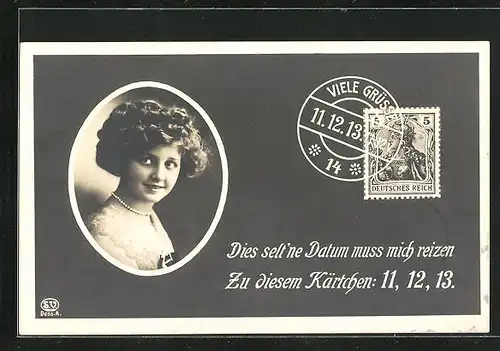 VIELE GRÜSS
11.12.13.
14
5 5
DEUTSCHES REICH
Dies selt'ne Datum muss mich reizen
Zu diesem Kärtchen: 11, 12, 13.
Dess. A.